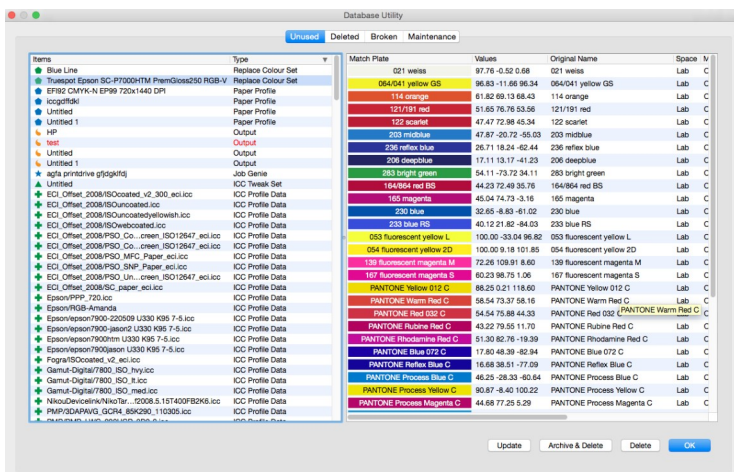 Database Utility
Unused Deleted Broken Maintenance
Items Type
Blue Line Replace Colour Set
Truespot Epson SC-P7000HTM PremGloss250 RGB-V Replace Colour Set
EFI92 CMYK-N EP99 720x1440 DPI Paper Profile
iccgdffdkl Paper Profile
Untitled Paper Profile
Untitled 1 Paper Profile
HP Output
test Output
Untitled Output
Untitled 1 Output
agfa printdrive gfjdgklfdj Job Genie
Untitled ICC Tweak Set
ECI_Offset_2008/ISOcoated_v2_300_eci.icc ICC Profile Data
ECI_Offset_2008/ISOuncoated.icc ICC Profile Data
ECI_Offset_2008/ISOuncoatedyellowish.icc ICC Profile Data
ECI_Offset_2008/ISOwebcoated.icc ICC Profile Data
ECI_Offset_2008/PSO_Co...creen_ISO12647_eci.icc ICC Profile Data
ECI_Offset_2008/PSO_Co...creen_ISO12647_eci.icc ICC Profile Data
ECI_Offset_2008/PSO_MFC_Paper_eci.icc ICC Profile Data
ECI_Offset_2008/PSO_SNP_Paper_eci.icc ICC Profile Data
ECI_Offset_2008/PSO_Un...creen_ISO12647_eci.icc ICC Profile Data
ECI_Offset_2008/SC_paper_eci.icc ICC Profile Data
Epson/PPP_720.icc ICC Profile Data
Epson/RGB-Amanda ICC Profile Data
Epson/epson7900-220509 U330 K95 7-5.icc ICC Profile Data
Epson/epson7900-jason2 U330 K95 7-5.icc ICC Profile Data
Epson/epson7900htm U330 K95 7-5.icc ICC Profile Data
Epson/epson7900jason U330 K95 7-5.icc ICC Profile Data
Fogra/ISOcoated_v2_eci.icc ICC Profile Data
Gamut-Digital/7800_ISO_hvy.icc ICC Profile Data
Gamut-Digital/7800_ISO_lt.icc ICC Profile Data
Gamut-Digital/7800_ISO_med.icc ICC Profile Data
NikouDevicelink/NikoTar...f2008.5.15T400FB2K6.icc ICC Profile Data
PMP/3DAPAVG_GCR4_85K290_110305.icc ICC Profile Data
Match Plate Values Original Name Space M
021 weiss 97.76 -0.52 0.68 021 weiss Lab C
064/041 yellow GS 96.83 -11.66 96.34 064/041 yellow GS Lab C
114 orange 61.82 69.13 68.43 114 orange Lab C
121/191 red 51.65 76.76 53.56 121/191 red Lab C
122 scarlet 47.47 72.98 45.34 122 scarlet Lab C
203 midblue 47.87 -20.72 -55.03 203 midblue Lab C
236 reflex blue 26.71 18.24 -62.44 236 reflex blue Lab C
206 deepblue 17.11 13.17 -41.23 206 deepblue Lab C
283 bright green 54.11 -73.72 34.11 283 bright green Lab C
164/864 red BS 44.23 72.49 35.76 164/864 red BS Lab C
165 magenta 45.04 74.73 -3.16 165 magenta Lab C
230 blue 32.65 -8.83 -61.02 230 blue Lab C
233 blue RS 40.12 21.82 -84.03 233 blue RS Lab C
053 fluorescent yellow L 100.00 -33.04 96.82 053 fluorescent yellow L Lab C
054 fluorescent yellow 2D 100.00 9.18 101.85 054 fluorescent yellow 2D Lab C
139 fluorescent magenta M 72.26 109.91 8.60 139 fluorescent magenta M Lab C
167 fluorescent magenta S 60.23 98.75 1.06 167 fluorescent magenta S Lab C
PANTONE Yellow 012 C 88.25 0.21 118.60 PANTONE Yellow 012 C Lab C
PANTONE Warm Red C 58.54 73.37 58.16 PANTONE Warm Red C Lab C
PANTONE Red 032 C 54.54 75.88 44.33 PANTONE Red 032 C
PANTONE Warm Red C
PANTONE Rubine Red C 43.22 79.55 11.70 PANTONE Rubine Red C Lab C
PANTONE Rhodamine Red C 51.30 82.76 -19.39 PANTONE Rhodamine Red C Lab C
PANTONE Blue 072 C 17.80 48.39 -82.94 PANTONE Blue 072 C Lab C
PANTONE Reflex Blue C 16.68 38.51 -77.09 PANTONE Reflex Blue C Lab C
PANTONE Process Blue C 46.25 -28.33 -60.64 PANTONE Process Blue C Lab C
PANTONE Process Yellow C 90.87 -8.40 100.22 PANTONE Process Yellow C Lab C
PANTONE Process Magenta C 44.68 77.25 5.29 PANTONE Process Magenta C Lab C
Update Archive & Delete Delete OK